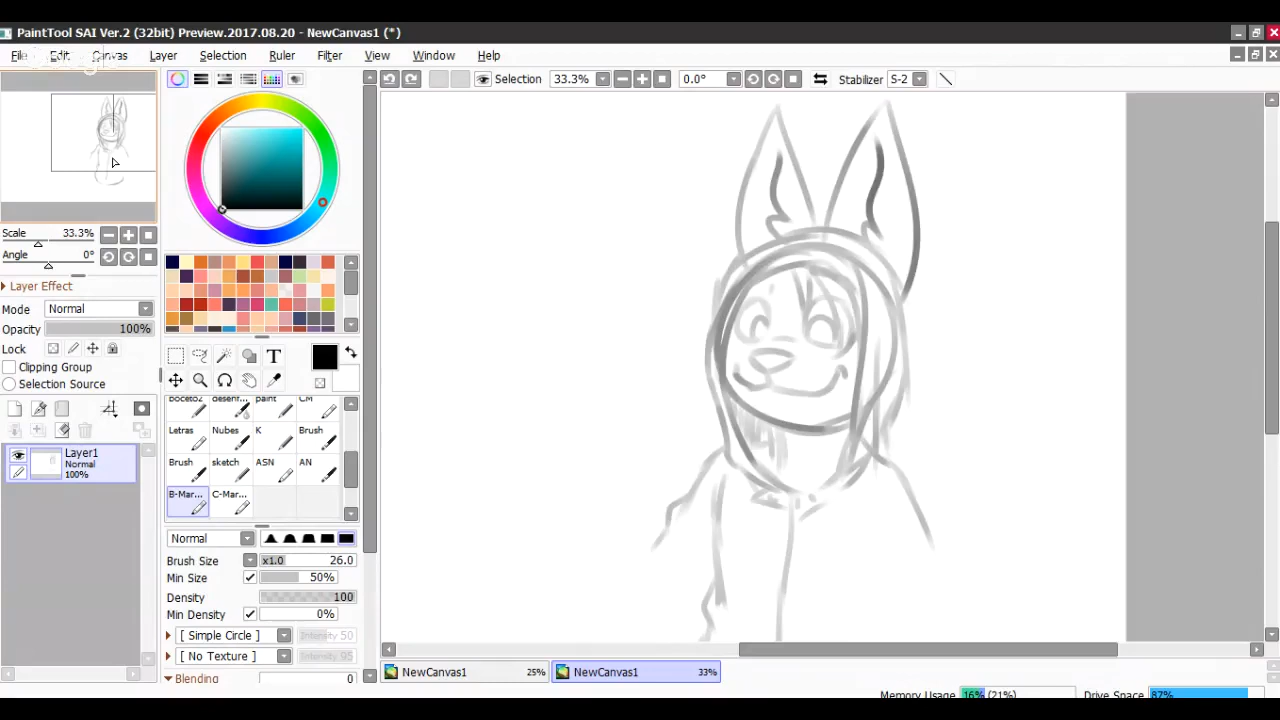 PaintTool SAI Ver.2 (32bit) Preview.2017.08.20 - NewCanvas1 (*)
File Edit Canvas Layer Selection Ruler Filter View Window Help
Selection 33.3% 0.0° Stabilizer S-2
Scale 33.3%
Angle 0°
Layer Effect
Mode Normal
Opacity 100%
Lock
Clipping Group
Selection Source
Layer1
Normal
100%
T
boceto2 paint CM
Letras Nubes K Brush
Brush sketch ASN AN
B-Mar... C-Mar...
Normal
Brush Size x1.0 26.0
Min Size 50%
Density 100
Min Density 0%
[ Simple Circle ] Intensity 50
[ No Texture ] Intensity 95
Blending 0
NewCanvas1 25% NewCanvas1 33%
Memory Usage 16% (21%) Drive Space 87%